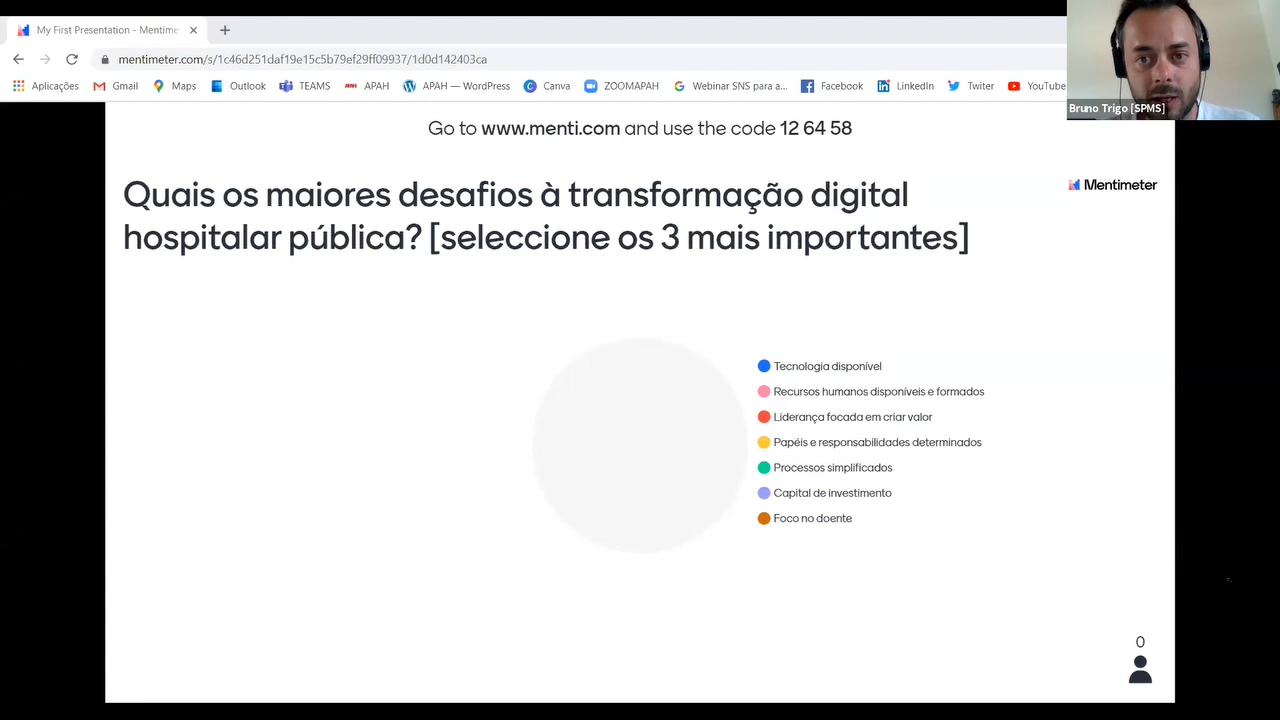 My First Presentation - Mentime
mentimeter.com/s/1c46d251daf19e15c5b79ef29ff09937/1d0d142403ca
Aplicações Gmail Maps Outlook TEAMS APAH APAH — WordPress Canva ZOOMAPAH Webinar SNS para a... Facebook LinkedIn Twiter YouTube
Bruno Trigo [SPMS]
Go to www.menti.com and use the code 12 64 58
Mentimeter
Quais os maiores desafios à transformação digital
hospitalar pública? [seleccione os 3 mais importantes]
Tecnologia disponível
Recursos humanos disponíveis e formados
Liderança focada em criar valor
Papéis e responsabilidades determinados
Processos simplificados
Capital de investimento
Foco no doente
0